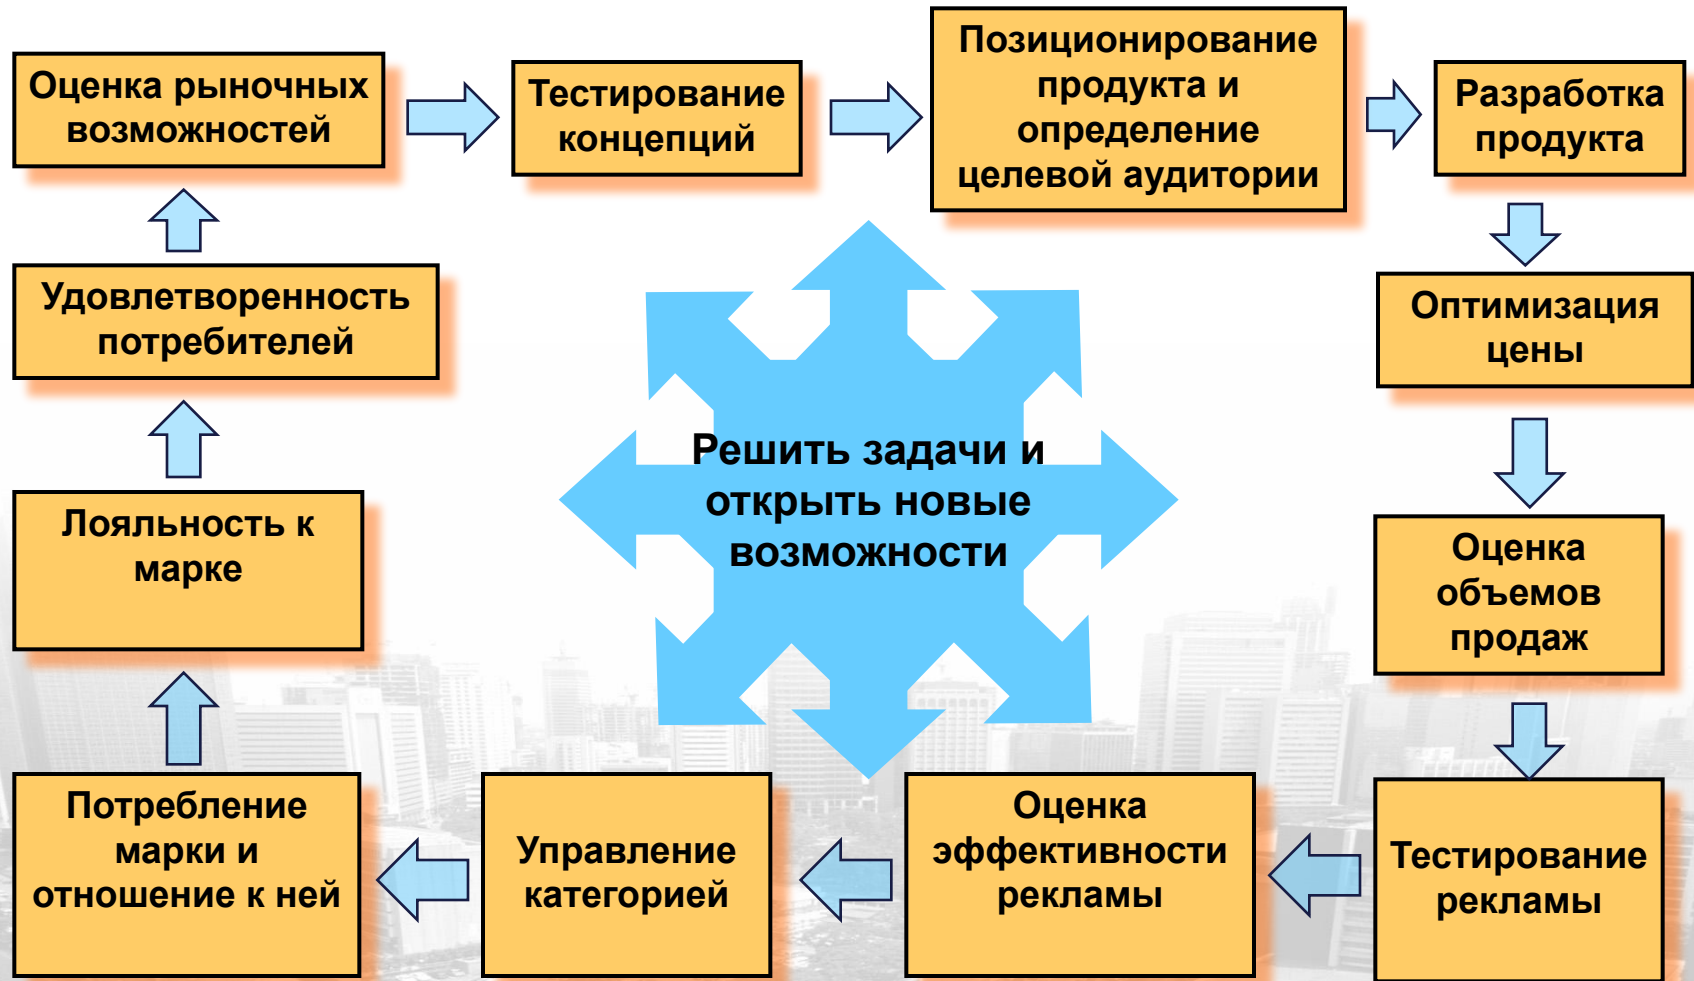 Оценка рыночных
возможностей
Тестирование
концепций
Позиционирование
продукта и
определение
целевой аудитории
Разработка
продукта
Удовлетворенность
потребителей
Оптимизация
цены
Решить задачи и
открыть новые
возможности
Лояльность к
марке
Оценка
объемов
продаж
Потребление
марки и
отношение к ней
Управление
категорией
Оценка
эффективности
рекламы
Тестирование
рекламы